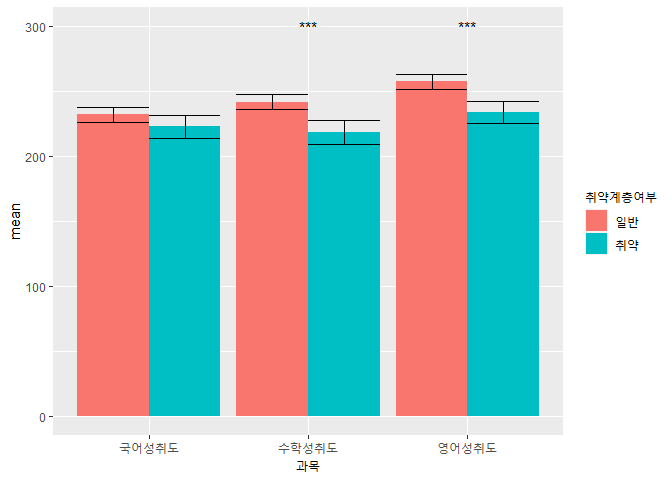 ***
***
300
200
100
0
mean
국어성취도
수학성취도
영어성취도
과목
취약계층여부
일반
취약